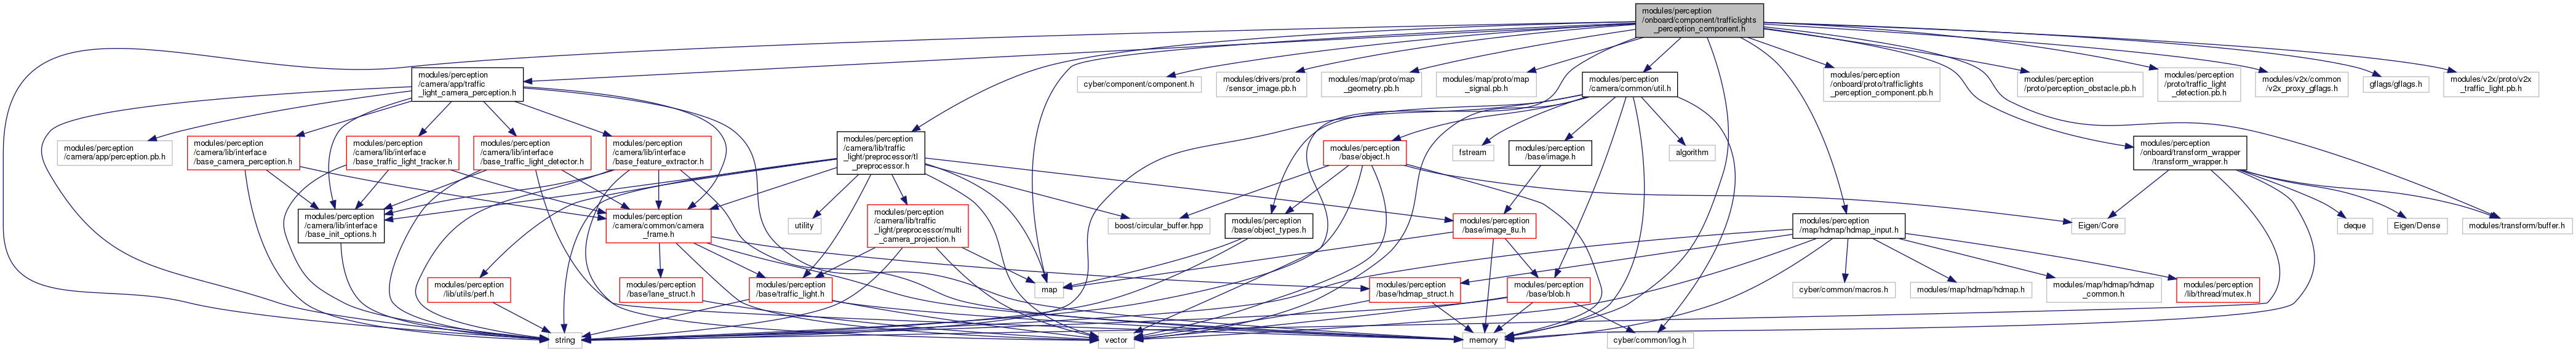 modules/perception
/onboard/component/trafficlights
_perception_component.h
modules/perception
/camera/app/traffic
_light_camera_perception.h
cyber/component/component.h
modules/drivers/proto
/sensor_image.pb.h
modules/map/proto/map
_geometry.pb.h
modules/map/proto/map
_signal.pb.h
modules/perception
/camera/common/util.h
modules/perception
/onboard/proto/trafficlights
_perception_component.pb.h
modules/perception
/proto/perception_obstacle.pb.h
modules/perception
/proto/traffic_light
_detection.pb.h
modules/v2x/common
/v2x_proxy_gflags.h
gflags/gflags.h
modules/v2x/proto/v2x
_traffic_light.pb.h
modules/perception
/camera/app/perception.pb.h
modules/perception
/camera/lib/interface
/base_camera_perception.h
modules/perception
/camera/lib/interface
/base_traffic_light_tracker.h
modules/perception
/camera/lib/interface
/base_traffic_light_detector.h
modules/perception
/camera/lib/interface
/base_feature_extractor.h
modules/perception
/camera/lib/traffic
_light/preprocessor/tl
_preprocessor.h
modules/perception
/base/object.h
fstream
modules/perception
/base/image.h
algorithm
modules/perception
/onboard/transform_wrapper
/transform_wrapper.h
modules/perception
/camera/lib/interface
/base_init_options.h
modules/perception
/camera/common/camera
_frame.h
utility
modules/perception
/camera/lib/traffic
_light/preprocessor/multi
_camera_projection.h
boost/circular_buffer.hpp
modules/perception
/base/object_types.h
modules/perception
/base/image_8u.h
modules/perception
/map/hdmap/hdmap_input.h
Eigen/Core
deque
Eigen/Dense
modules/transform/buffer.h
modules/perception
/lib/utils/perf.h
modules/perception
/base/lane_struct.h
modules/perception
/base/traffic_light.h
map
modules/perception
/base/hdmap_struct.h
modules/perception
/base/blob.h
cyber/common/macros.h
modules/map/hdmap/hdmap.h
modules/map/hdmap/hdmap
_common.h
modules/perception
/lib/thread/mutex.h
string
vector
memory
cyber/common/log.h